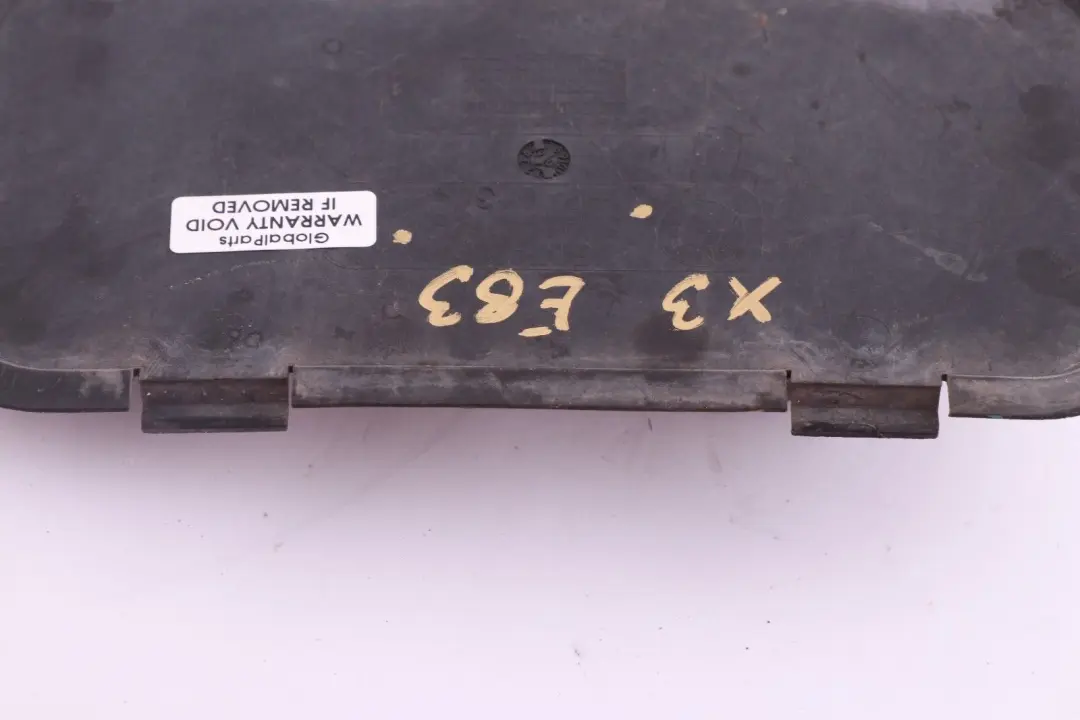 X3 E83
GlobalParts
WARRANTY VOID
IF REMOVED